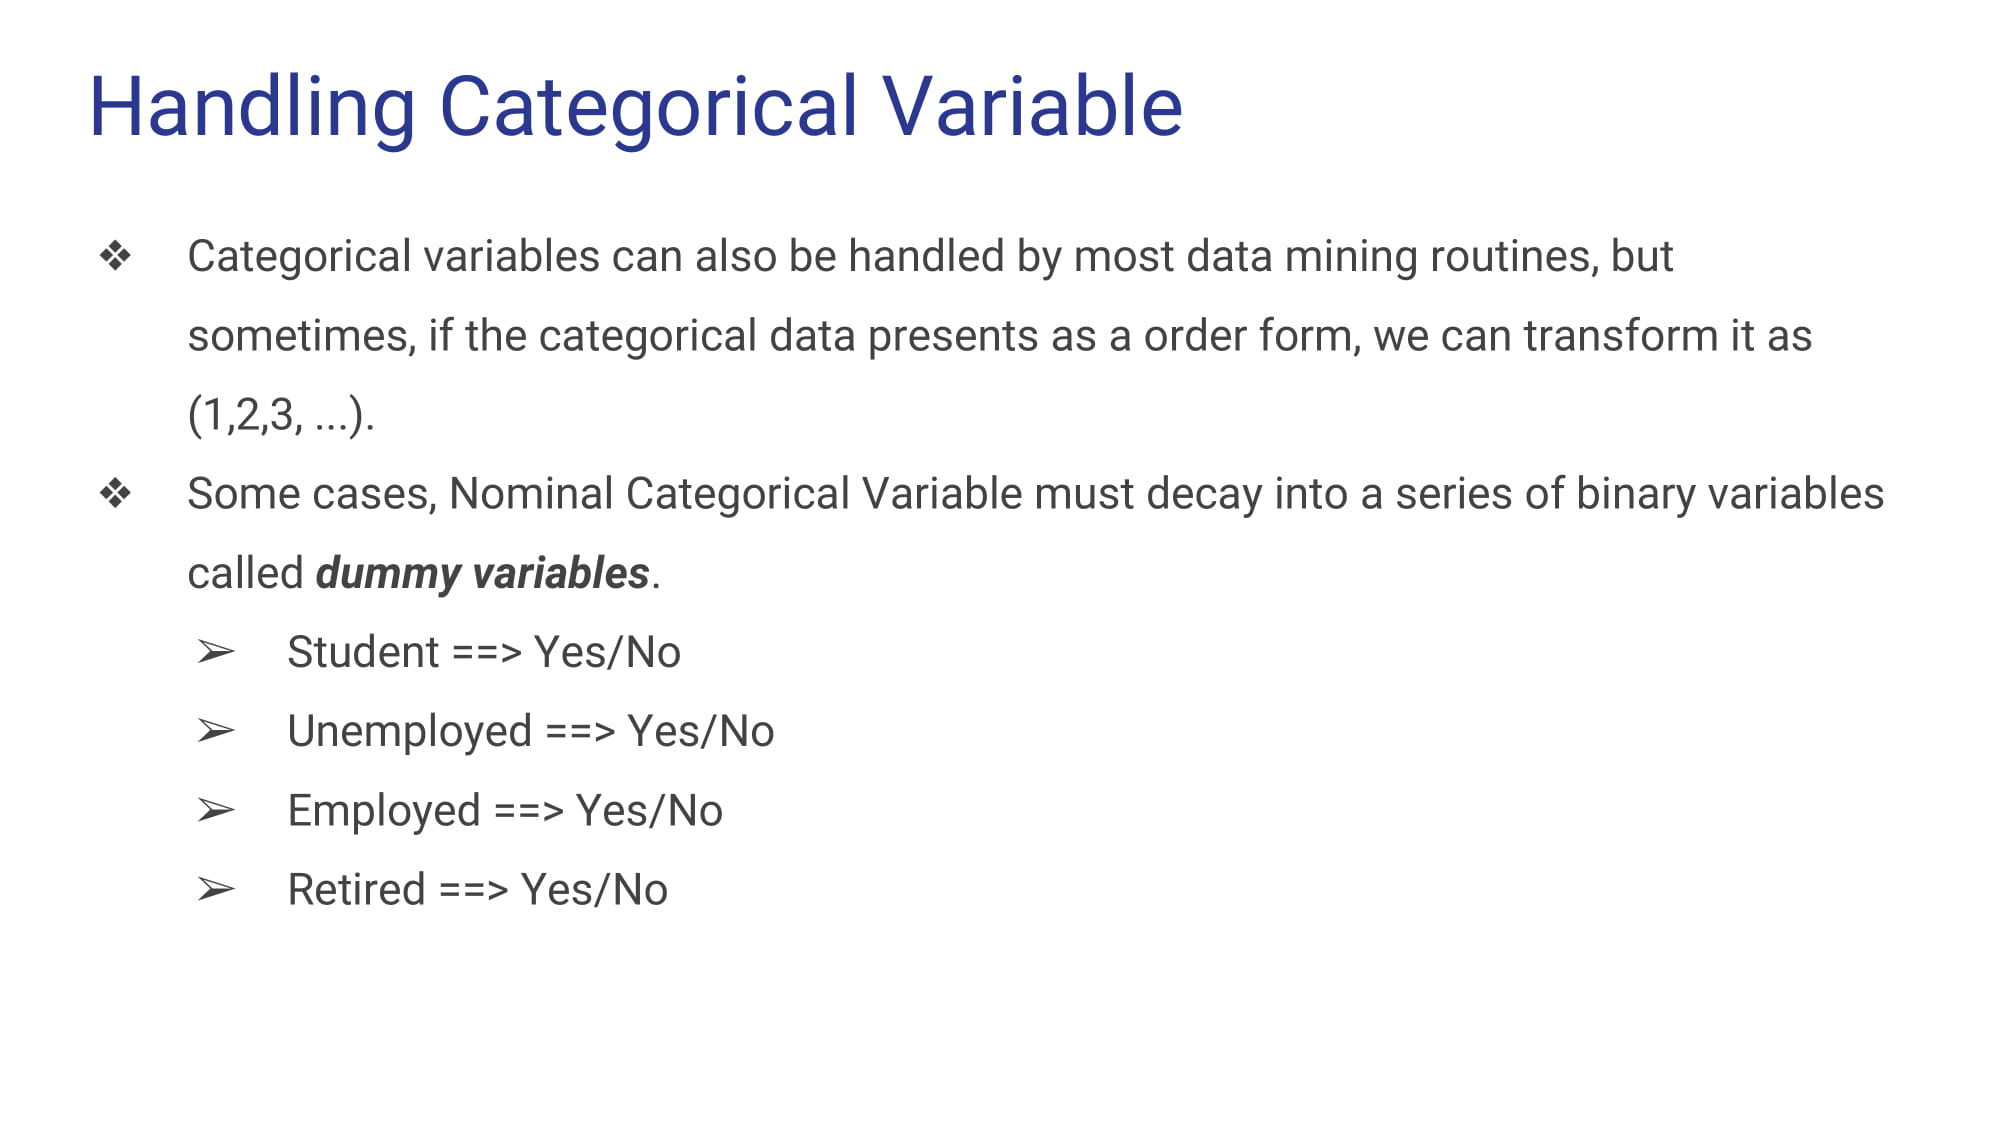 Handling Categorical Variable
❖ Categorical variables can also be handled by most data mining routines, but
sometimes, if the categorical data presents as a order form, we can transform it as
(1,2,3, ...).
❖ Some cases, Nominal Categorical Variable must decay into a series of binary variables
called dummy variables.
➢ Student ==> Yes/No
➢ Unemployed ==> Yes/No
➢ Employed ==> Yes/No
➢ Retired ==> Yes/No